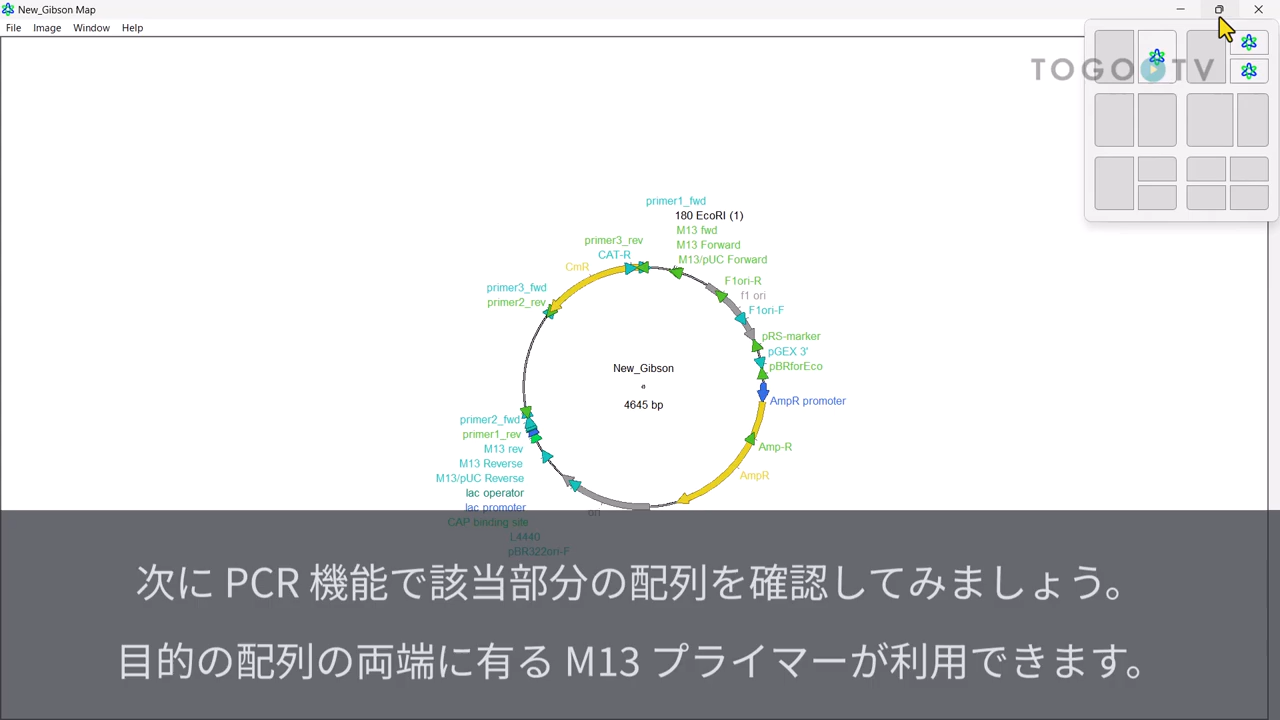 New_Gibson Map
File Image Window Help
TOGO TV
primer1_fwd
180 EcoRI (1)
M13 fwd
M13 Forward
M13/pUC Forward
primer3_rev
CAT-R
CmR
F1ori-R
f1 ori
F1ori-F
primer3_fwd
primer2_rev
pRS-marker
pGEX 3'
pBRforEco
New_Gibson
4645 bp
AmpR promoter
Amp-R
AmpR
primer2_fwd
primer1_rev
M13 rev
M13 Reverse
M13/pUC Reverse
lac operator
lac promoter
CAP binding site
L4440
pBR322ori-F
ori
次に PCR 機能で該当部分の配列を確認してみましょう。
目的の配列の両端に有る M13 プライマーが利用できます。